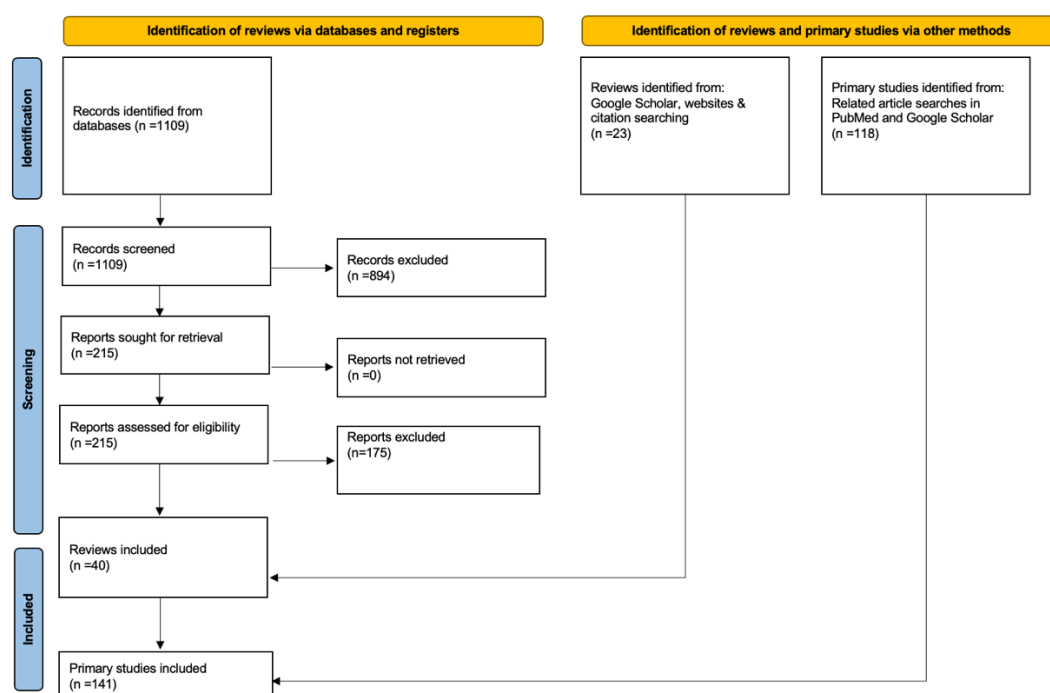 Identification of reviews via databases and registers
Identification of reviews and primary studies via other methods
Identification
Records identified from
databases (n =1109)
Reviews identified from:
Google Scholar, websites &
citation searching
(n =23)
Primary studies identified from:
Related article searches in
PubMed and Google Scholar
(n =118)
Screening
Records screened
(n =1109)
Records excluded
(n =894)
Reports sought for retrieval
(n =215)
Reports not retrieved
(n =0)
Reports assessed for eligibility
(n =215)
Reports excluded
(n=175)
Included
Reviews included
(n =40)
Primary studies included
(n =141)